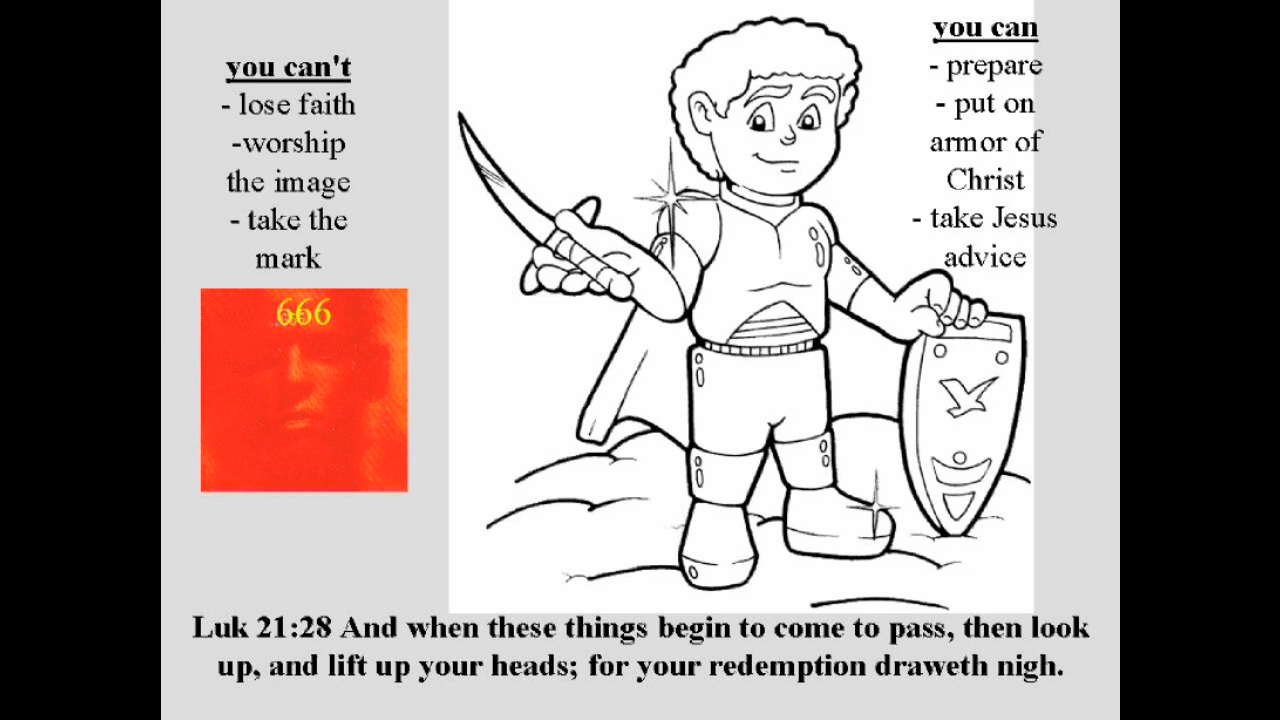 you can't
- lose faith
-worship
the image
- take the
mark
666
you can
- prepare
- put on
armor of
Christ
- take Jesus
advice
Luk 21:28 And when these things begin to come to pass, then look
up, and lift up your heads; for your redemption draweth nigh.